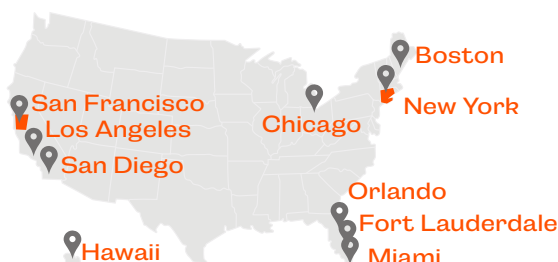 Boston
San Francisco
New York
Chicago
Los Angeles
San Diego
Orlando
Fort Lauderdale
Hawaii
Miami